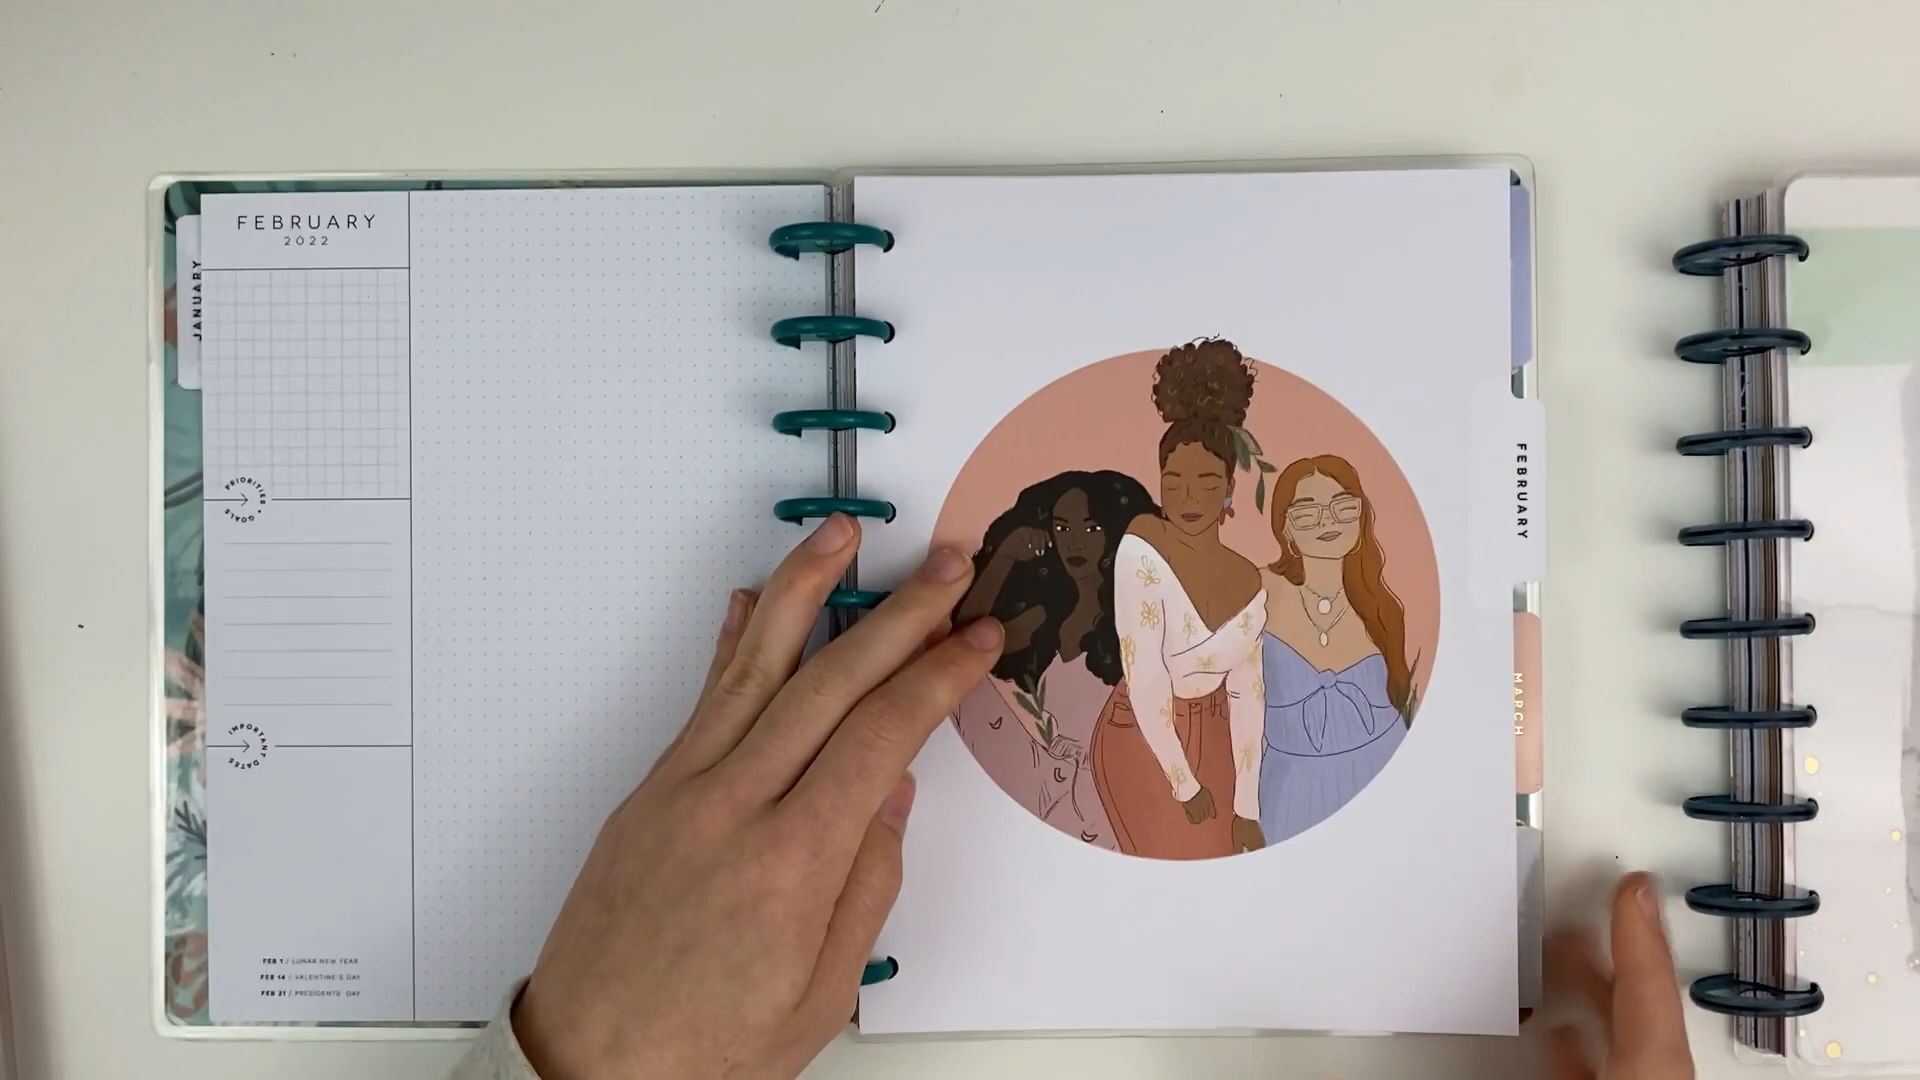 FEBRUARY
2022
JANUARY
PRIORITIES + GOALS
IMPORTANT DATES
FEB 1 / LUNAR NEW YEAR
FEB 14 / VALENTINE'S DAY
FEB 21 / PRESIDENTS' DAY
FEBRUARY
MARCH